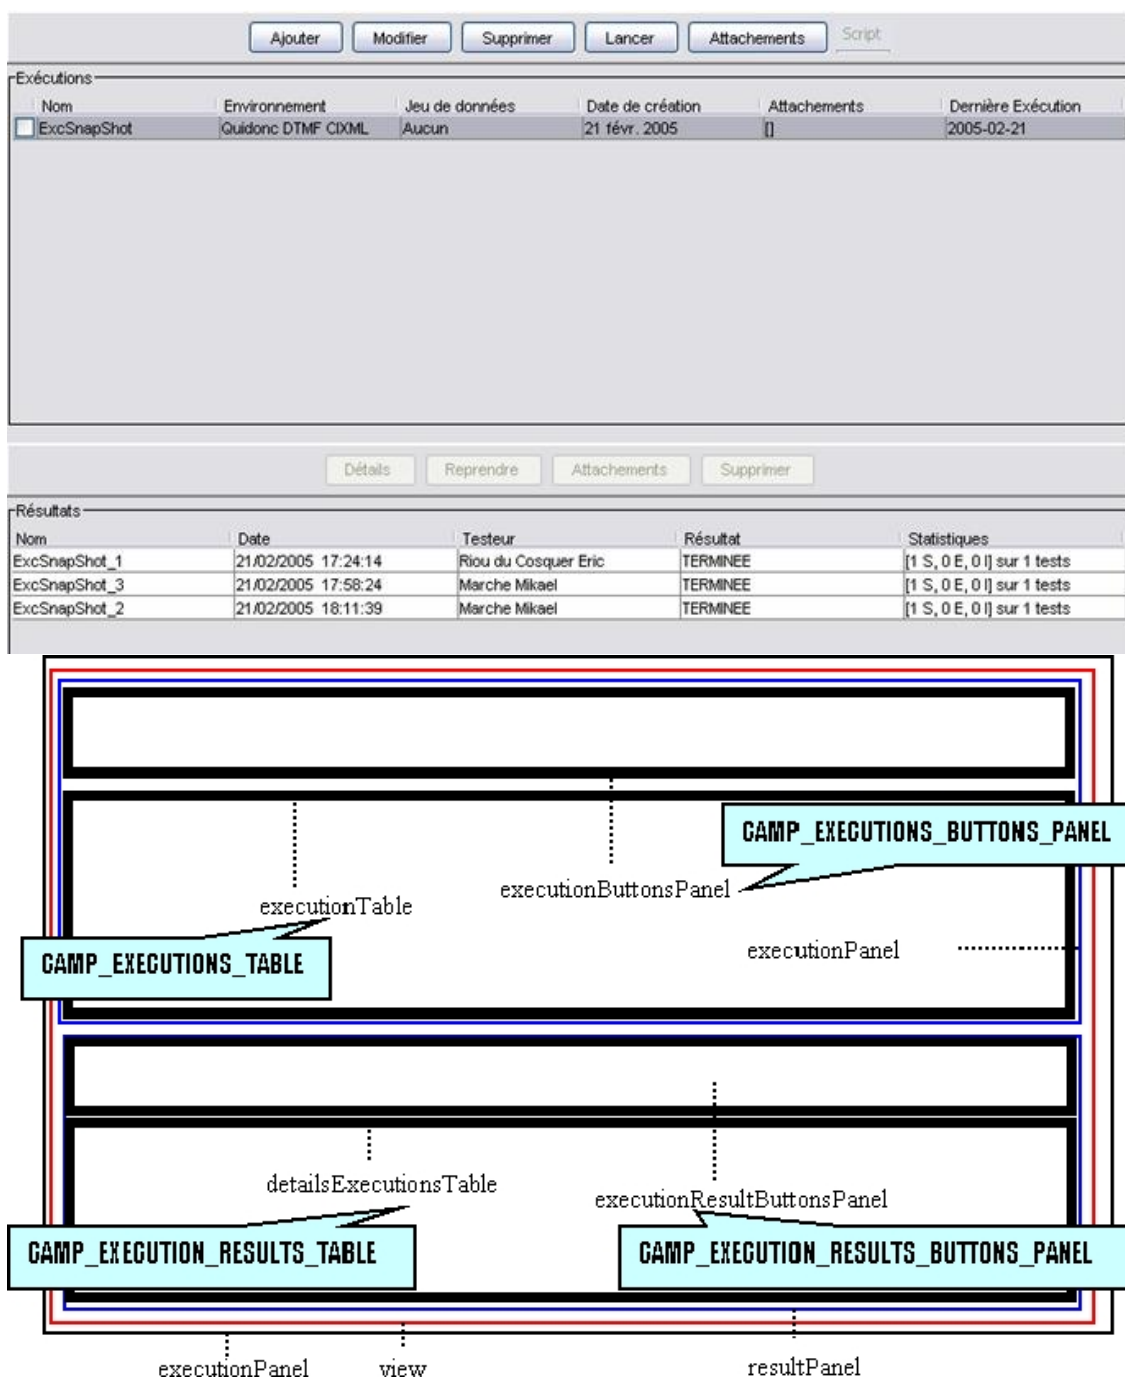 Ajouter Modifier Supprimer Lancer Attachements Script
Exécutions
Nom Environnement Jeu de données Date de création Attachements Dernière Exécution
ExcSnapShot Quidonc DTMF CIXML Aucun 21 févr. 2005 [] 2005-02-21
Détails Reprendre Attachements Supprimer
Résultats
Nom Date Testeur Résultat Statistiques
ExcSnapShot_1 21/02/2005 17:24:14 Riou du Cosquer Eric TERMINEE [1 S, 0 E, 0 I] sur 1 tests
ExcSnapShot_3 21/02/2005 17:58:24 Marche Mikael TERMINEE [1 S, 0 E, 0 I] sur 1 tests
ExcSnapShot_2 21/02/2005 18:11:39 Marche Mikael TERMINEE [1 S, 0 E, 0 I] sur 1 tests
CAMP_EXECUTIONS_BUTTONS_PANEL
executionButtonsPanel
executionTable
executionPanel
CAMP_EXECUTIONS_TABLE
detailsExecutionsTable
executionResultButtonsPanel
CAMP_EXECUTION_RESULTS_TABLE
CAMP_EXECUTION_RESULTS_BUTTONS_PANEL
executionPanel view resultPanel